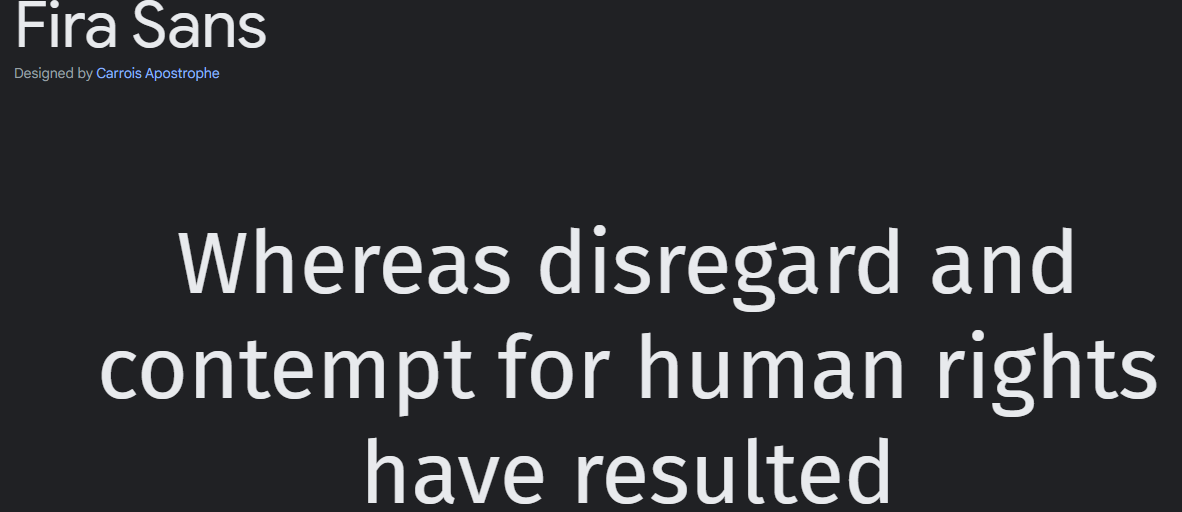 Fira Sans
Designed by Carrois Apostrophe
Whereas disregard and
contempt for human rights
have resulted